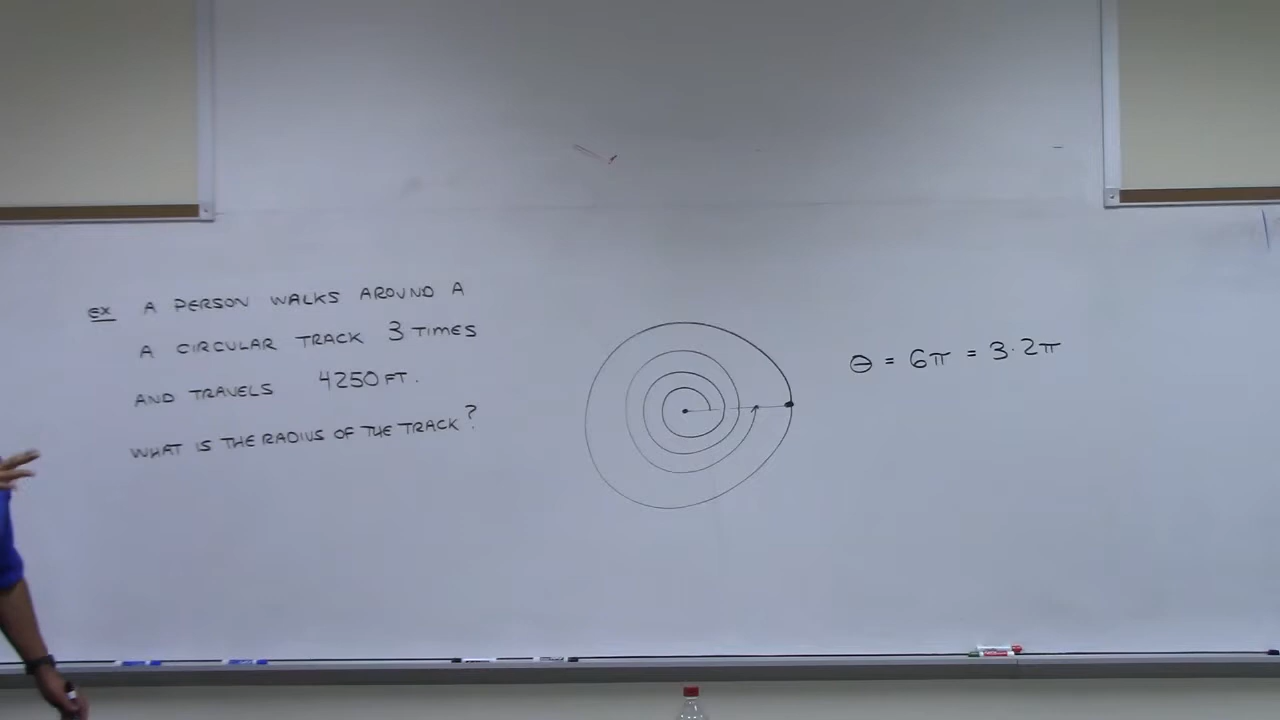 ex A PERSON WALKS AROUND A
A CIRCULAR TRACK 3 TIMES
AND TRAVELS 4250 FT.
WHAT IS THE RADIUS OF THE TRACK?
θ = 6π = 3·2π